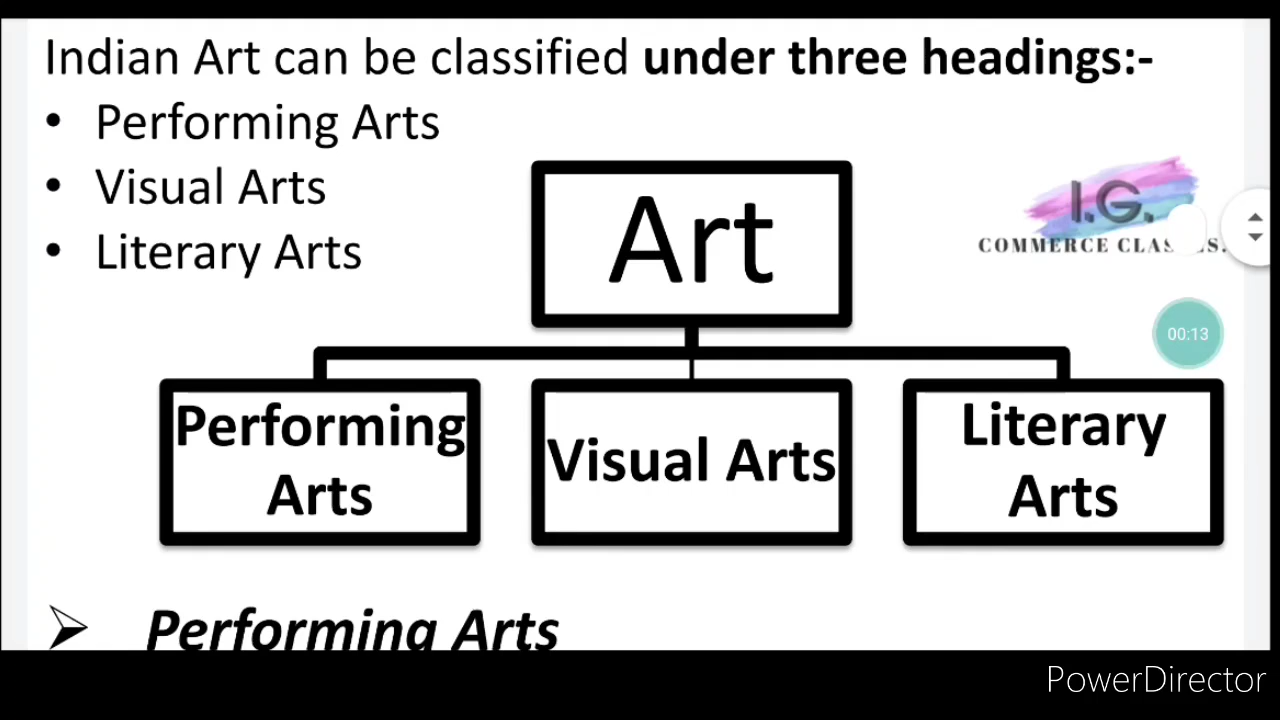 Indian Art can be classified under three headings:-
• Performing Arts
• Visual Arts
• Literary Arts
Art
I.G.
COMMERCE CLASSES.
00:13
Performing
Arts
Visual Arts
Literary
Arts
➢ Performing Arts
PowerDirector